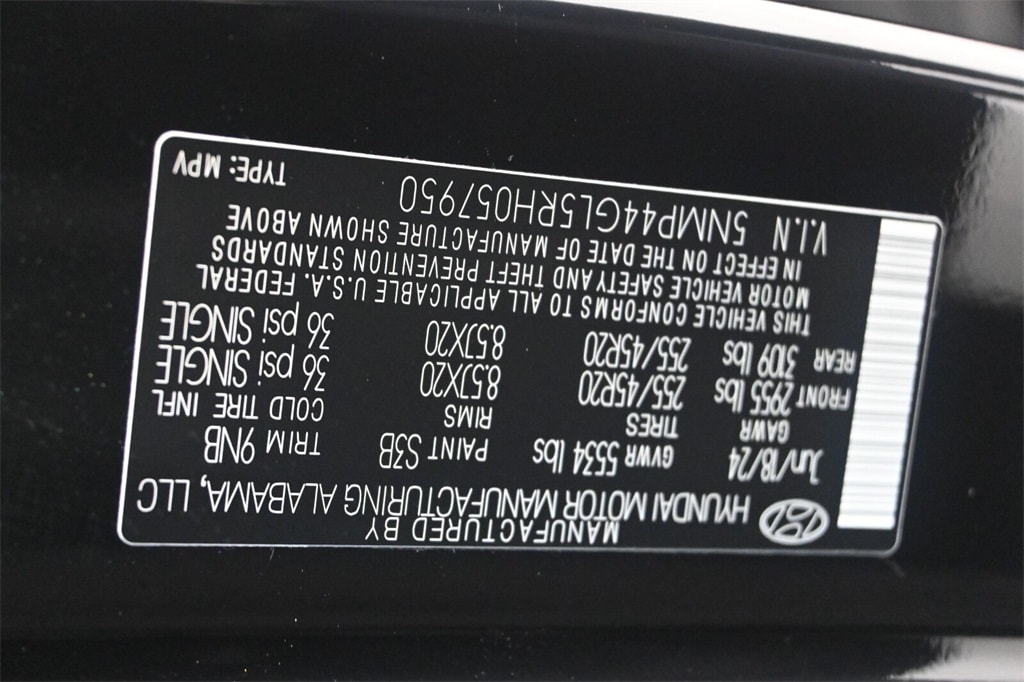 MANUFACTURED BY
HYUNDAI MOTOR MANUFACTURING ALABAMA, LLC
Jun/18/24 GVWR 5534 lbs PAINT S3B TRIM 9NB
GAWR TIRES RIMS COLD TIRE INFL
FRONT 2955 lbs 255/45R20 8.5JX20 36 psi SINGLE
REAR 3109 lbs 255/45R20 8.5JX20 36 psi SINGLE
THIS VEHICLE CONFORMS TO ALL APPLICABLE U.S.A. FEDERAL
MOTOR VEHICLE SAFETY AND THEFT PREVENTION STANDARDS
IN EFFECT ON THE DATE OF MANUFACTURE SHOWN ABOVE
V.I.N 5NMP44GL5RH057950 TYPE: MPV